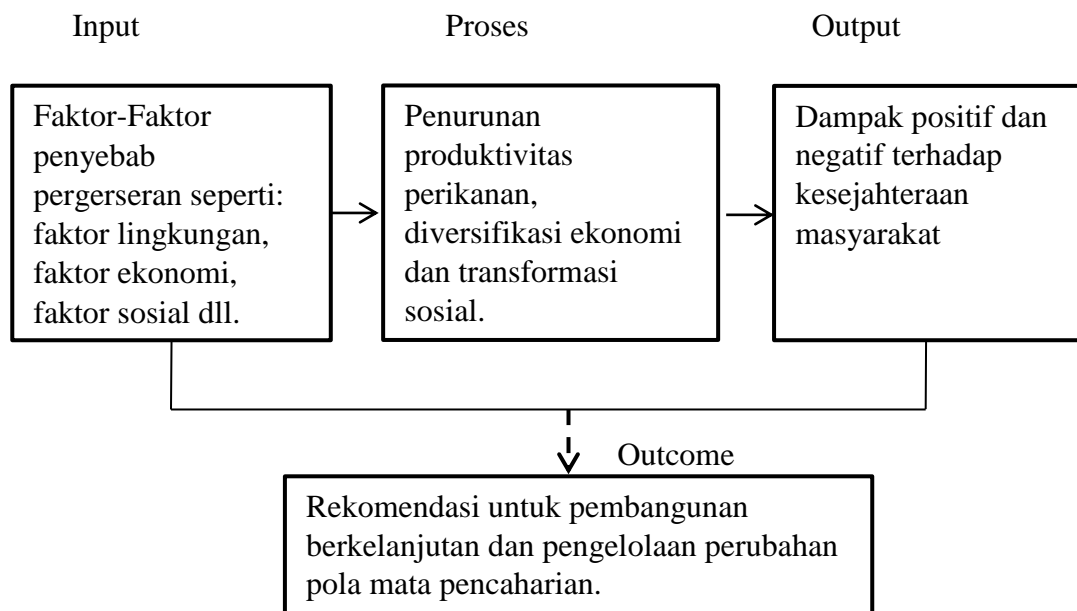 Input
Proses
Output
Faktor-Faktor
penyebab
pergerseran seperti:
faktor lingkungan,
faktor ekonomi,
faktor sosial dll.
Penurunan
produktivitas
perikanan,
diversifikasi ekonomi
dan transformasi
sosial.
Dampak positif dan
negatif terhadap
kesejahteraan
masyarakat
Outcome
Rekomendasi untuk pembangunan
berkelanjutan dan pengelolaan perubahan
pola mata pencaharian.